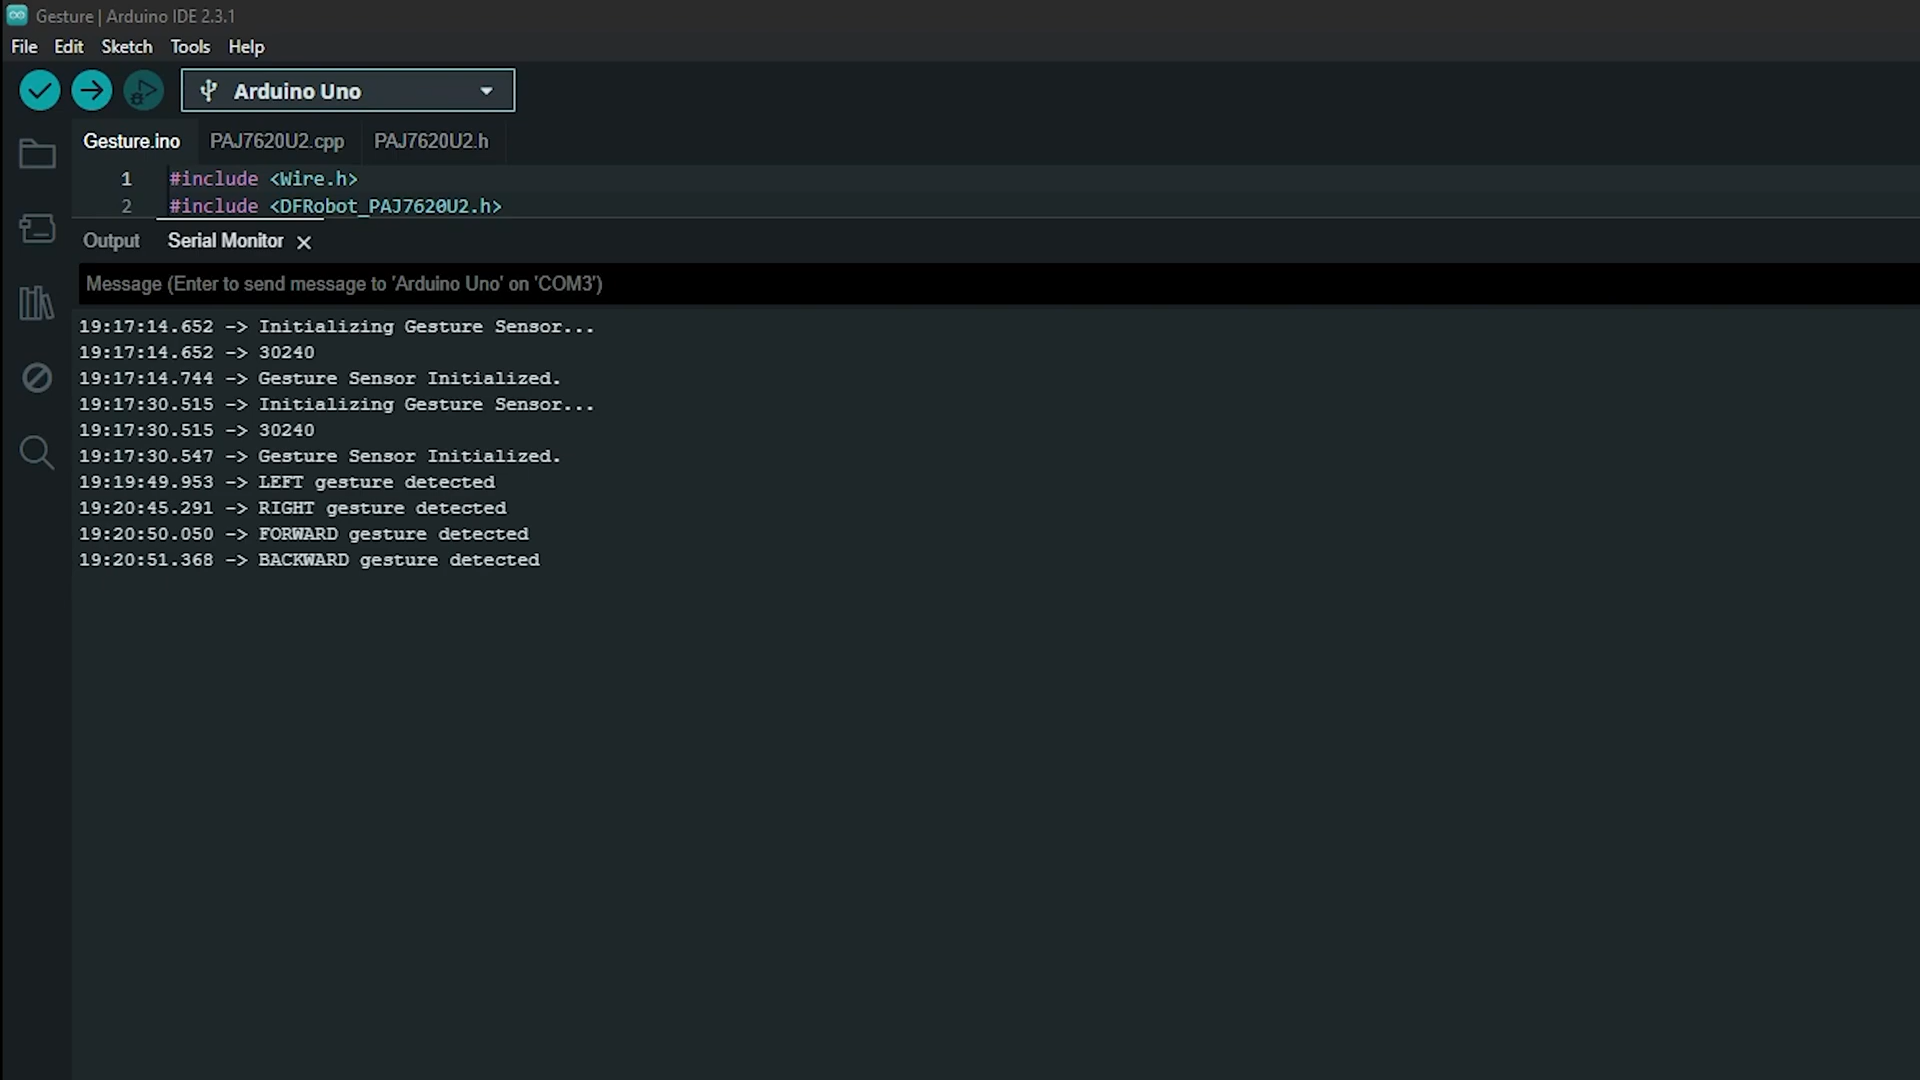 Gesture | Arduino IDE 2.3.1
File Edit Sketch Tools Help
Arduino Uno
Gesture.ino PAJ7620U2.cpp PAJ7620U2.h
1 #include <Wire.h>
2 #include <DFRobot_PAJ7620U2.h>
Output Serial Monitor
Message (Enter to send message to 'Arduino Uno' on 'COM3')
19:17:14.652 -> Initializing Gesture Sensor...
19:17:14.652 -> 30240
19:17:14.744 -> Gesture Sensor Initialized.
19:17:30.515 -> Initializing Gesture Sensor...
19:17:30.515 -> 30240
19:17:30.547 -> Gesture Sensor Initialized.
19:19:49.953 -> LEFT gesture detected
19:20:45.291 -> RIGHT gesture detected
19:20:50.050 -> FORWARD gesture detected
19:20:51.368 -> BACKWARD gesture detected